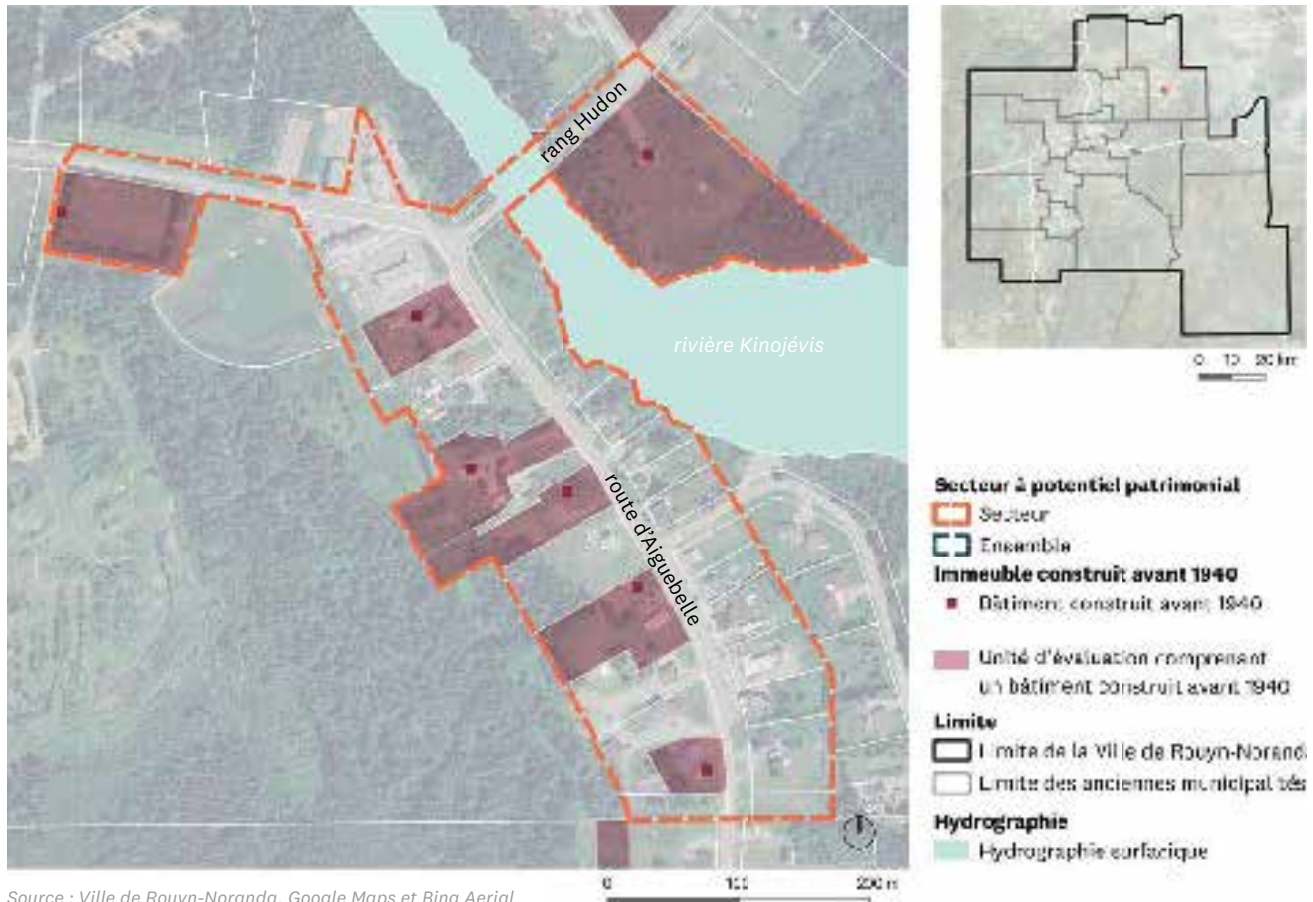 rang Hudon
rivière Kinojévis
route d'Aiguebelle
0 10 20 km
Secteur à potentiel patrimonial
Secteur
Ensemble
Immeuble construit avant 1940
Bâtiment construit avant 1940
Unité d'évaluation comprenant
un bâtiment construit avant 1940
Limite
Limite de la Ville de Rouyn-Norand
Limite des anciennes municipalités
Hydrographie
Hydrographie surfacique
0 100 200 m
Source : Ville de Rouyn-Noranda, Google Maps et Bing Aerial